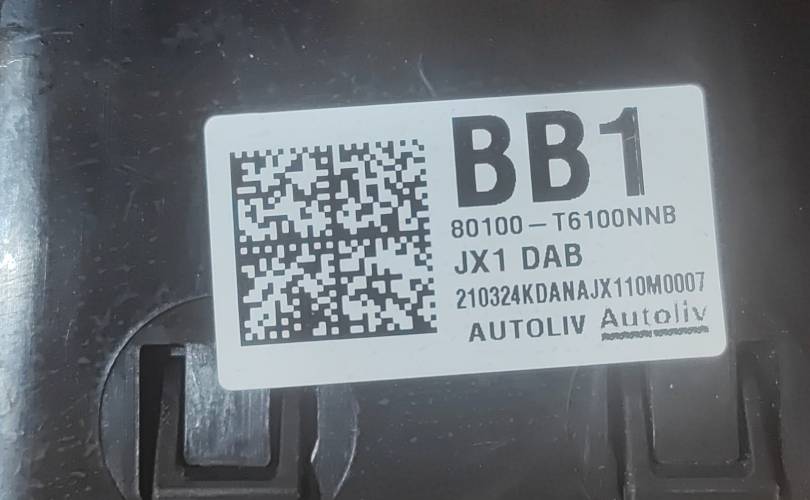 BB1
80100-T6100NNB
JX1 DAB
210324KDANAJX110M0007
AUTOLIV Autoliv